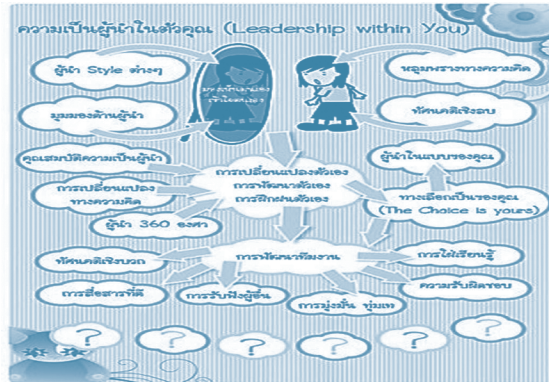 ความเป็นผู้นำในตัวคุณ (Leadership within You)
ผู้นำ Style ต่างๆ
หลุมพรางทางความคิด
มุมมองด้านผู้นำ
ทัศนคติเชิงลบ
คุณสมบัติความเป็นผู้นำ
ผู้นำในแบบของคุณ
การเปลี่ยนแปลงตัวเอง
การพัฒนาตัวเอง
การฝึกฝนตัวเอง
การเปลี่ยนแปลง
ทางความคิด
ทางเลือกเป็นของคุณ
(The Choice is yours)
ผู้นำ 360 องศา
การพัฒนาทีมงาน
ทัศนคติเชิงบวก
การใฝ่เรียนรู้
การสื่อสารที่ดี
การรับฟังผู้อื่น
การมุ่งมั่น ทุ่มเท
ความรับผิดชอบ
? ? ? ? ? ?